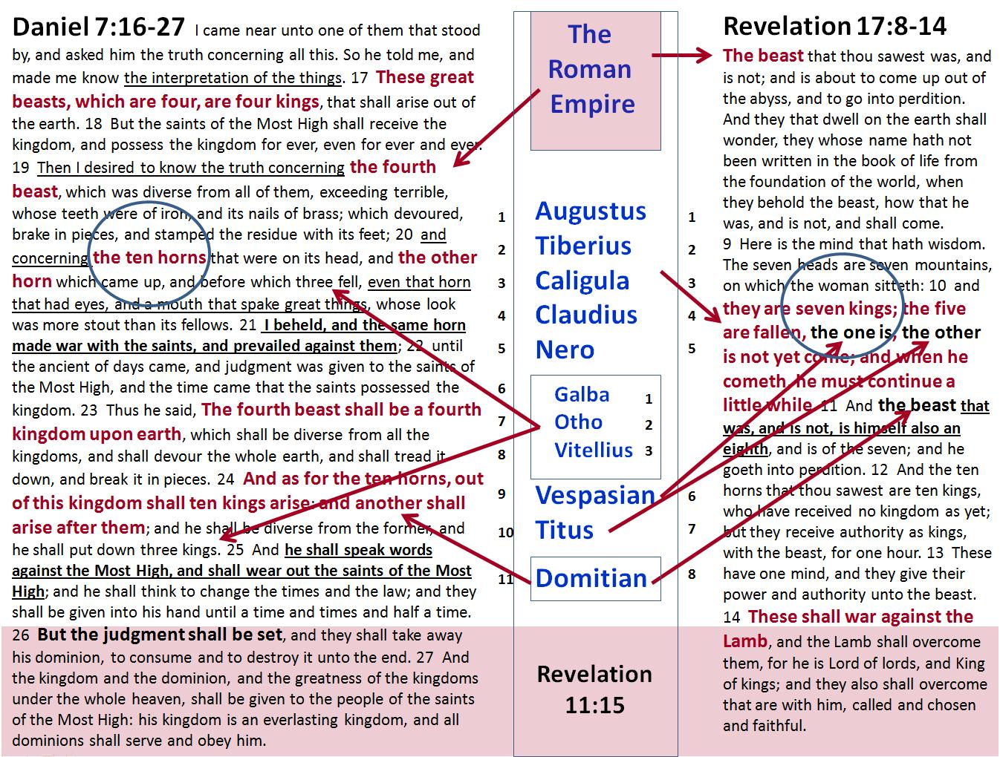 Daniel 7:16-27 I came near unto one of them that stood
by, and asked him the truth concerning all this. So he told me, and
made me know the interpretation of the things. 17 These great
beasts, which are four, are four kings, that shall arise out of
the earth. 18 But the saints of the Most High shall receive the
kingdom, and possess the kingdom for ever, even for ever and ever.
19 Then I desired to know the truth concerning the fourth
beast, which was diverse from all of them, exceeding terrible,
whose teeth were of iron, and its nails of brass; which devoured,
brake in pieces, and stamped the residue with its feet; 20 and
concerning the ten horns that were on its head, and the other
horn which came up, and before which three fell, even that horn
that had eyes, and a mouth that spake great things, whose look
was more stout than its fellows. 21 I beheld, and the same horn
made war with the saints, and prevailed against them; 22 until
the ancient of days came, and judgment was given to the saints of
the Most High, and the time came that the saints possessed the
kingdom. 23 Thus he said, The fourth beast shall be a fourth
kingdom upon earth, which shall be diverse from all the
kingdoms, and shall devour the whole earth, and shall tread it
down, and break it in pieces. 24 And as for the ten horns, out
of this kingdom shall ten kings arise: and another shall
arise after them; and he shall be diverse from the former, and
he shall put down three kings. 25 And he shall speak words
against the Most High, and shall wear out the saints of the Most
High; and he shall think to change the times and the law; and they
shall be given into his hand until a time and times and half a time.
26 But the judgment shall be set, and they shall take away
his dominion, to consume and to destroy it unto the end. 27 And
the kingdom and the dominion, and the greatness of the kingdoms
under the whole heaven, shall be given to the people of the saints
of the Most High: his kingdom is an everlasting kingdom, and all
dominions shall serve and obey him.
The
Roman
Empire
1 Augustus 1
2 Tiberius 2
3 Caligula 3
4 Claudius 4
5 Nero 5
6 Galba 1
7 Otho 2
8 Vitellius 3
9 Vespasian 6
10 Titus 7
11 Domitian 8
Revelation
11:15
Revelation 17:8-14
The beast that thou sawest was, and
is not; and is about to come up out of
the abyss, and to go into perdition.
And they that dwell on the earth shall
wonder, they whose name hath not
been written in the book of life from
the foundation of the world, when
they behold the beast, how that he
was, and is not, and shall come.
9 Here is the mind that hath wisdom.
The seven heads are seven mountains,
on which the woman sitteth: 10 and
they are seven kings; the five
are fallen, the one is, the other
is not yet come; and when he
cometh, he must continue a
little while. 11 And the beast that
was, and is not, is himself also an
eighth, and is of the seven; and he
goeth into perdition. 12 And the ten
horns that thou sawest are ten kings,
who have received no kingdom as yet;
but they receive authority as kings,
with the beast, for one hour. 13 These
have one mind, and they give their
power and authority unto the beast.
14 These shall war against the
Lamb, and the Lamb shall overcome
them, for he is Lord of lords, and King
of kings; and they also shall overcome
that are with him, called and chosen
and faithful.